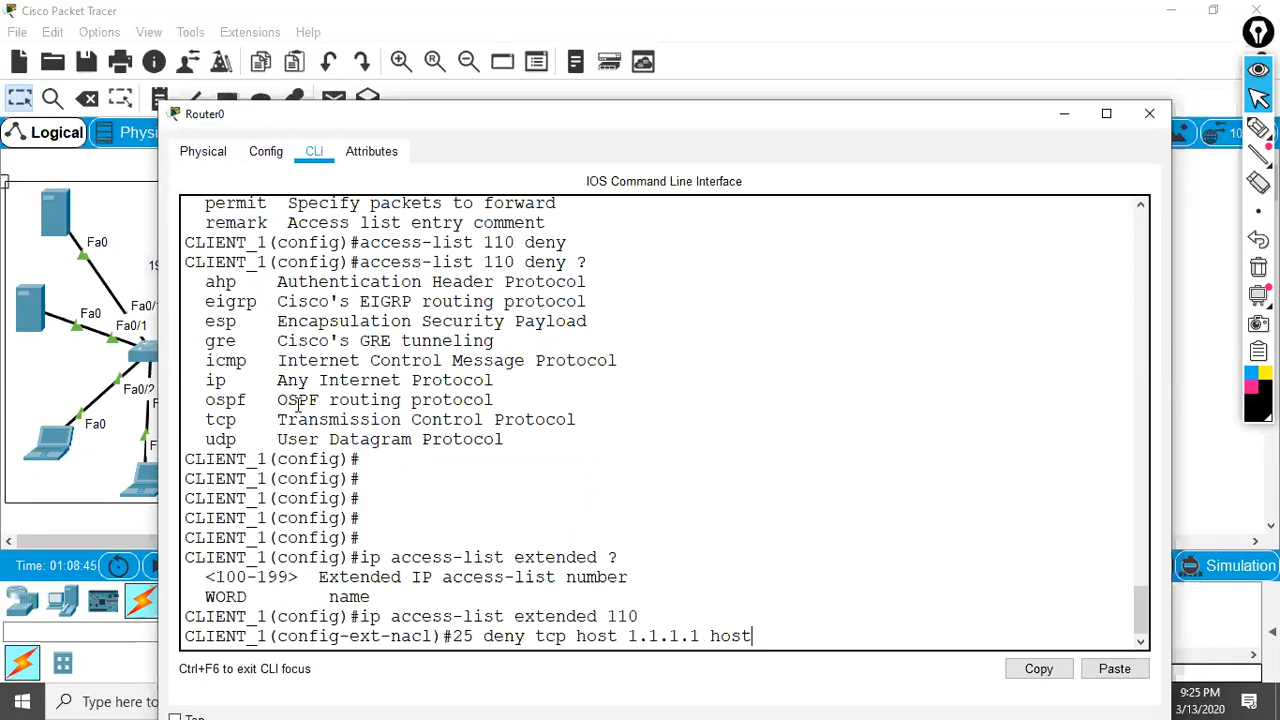 Cisco Packet Tracer
File Edit Options View Tools Extensions Help
Logical
Physi
10
Router0
Physical Config CLI Attributes
IOS Command Line Interface
permit Specify packets to forward
remark Access list entry comment
CLIENT_1(config)#access-list 110 deny
CLIENT_1(config)#access-list 110 deny ?
ahp Authentication Header Protocol
eigrp Cisco's EIGRP routing protocol
esp Encapsulation Security Payload
gre Cisco's GRE tunneling
icmp Internet Control Message Protocol
ip Any Internet Protocol
ospf OSPF routing protocol
tcp Transmission Control Protocol
udp User Datagram Protocol
CLIENT_1(config)#
CLIENT_1(config)#
CLIENT_1(config)#
CLIENT_1(config)#
CLIENT_1(config)#
CLIENT_1(config)#ip access-list extended ?
<100-199> Extended IP access-list number
WORD name
CLIENT_1(config)#ip access-list extended 110
CLIENT_1(config-ext-nacl)#25 deny tcp host 1.1.1.1 host
Ctrl+F6 to exit CLI focus
Copy
Paste
Top
Fa0
19
Fa0/
Fa0
Fa0/1
Fa0/2
Fa0
Time: 01:08:45
Simulation
Type here to
9:25 PM
3/13/2020